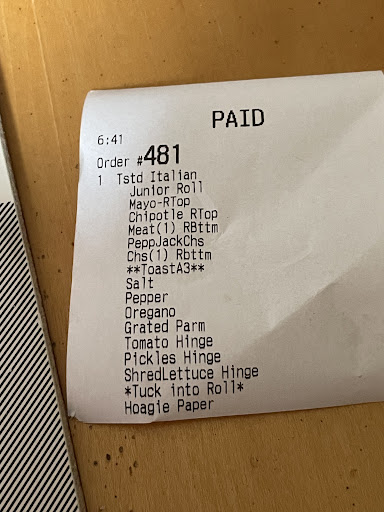 PAID
6:41
Order #481
1 Tstd Italian
Junior Roll
Mayo-RTop
Chipotle RTop
Meat(1) RBttm
PeppJackChs
Chs(1) Rbttm
**ToastA3**
Salt
Pepper
Oregano
Grated Parm
Tomato Hinge
Pickles Hinge
ShredLettuce Hinge
*Tuck into Roll*
Hoagie Paper